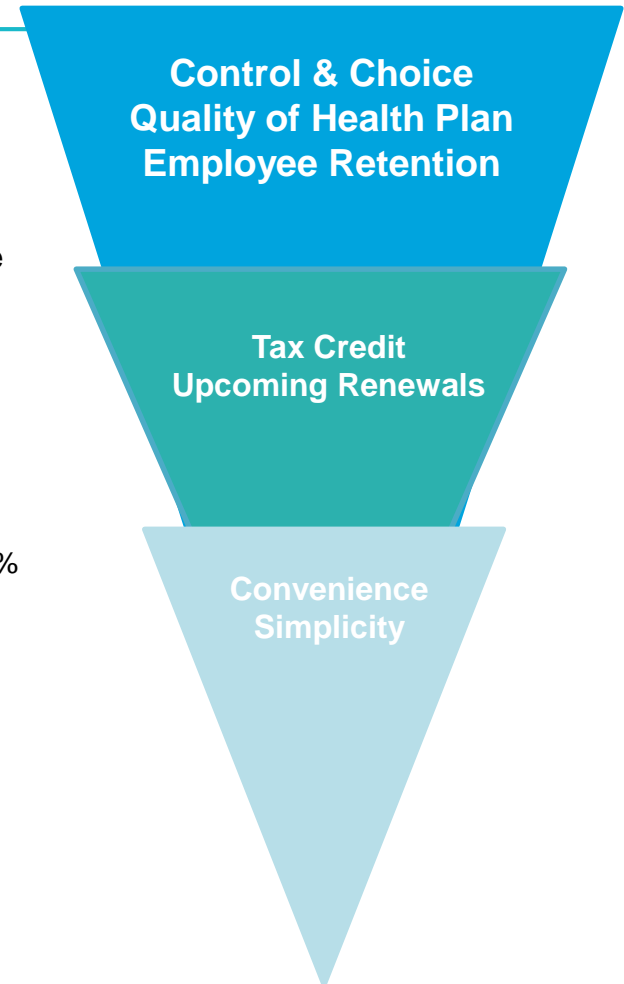 Control & Choice
Quality of Health Plan
Employee Retention
e
Tax Credit
Upcoming Renewals
%
Convenience
Simplicity